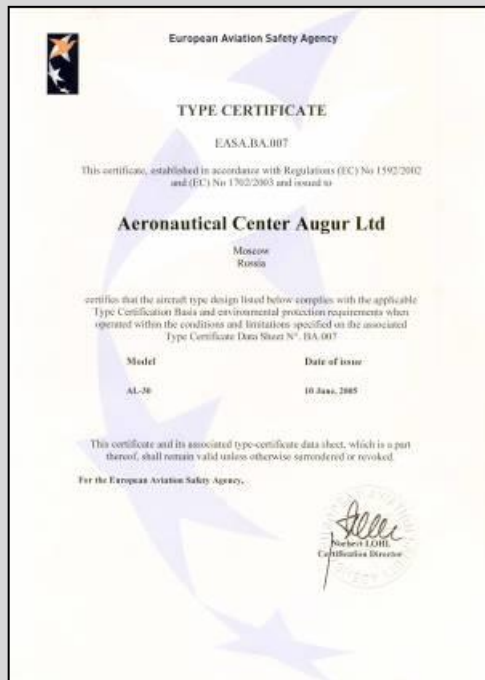 European Aviation Safety Agency
TYPE CERTIFICATE
EASA.BA.007
This certificate, established in accordance with Regulations (EC) No 1592/2002
and (EC) No 1702/2003 and issued to
Aeronautical Center Augur Ltd
Moscow
Russia
certifies that the aircraft type design listed below complies with the applicable
Type Certification Basis and environmental protection requirements when
operated within the conditions and limitations specified on the associated
Type Certificate Data Sheet N°. BA.007
Model Date of issue
AL-30 10 June, 2005
This certificate and its associated type-certificate data sheet, which is a part
thereof, shall remain valid unless otherwise surrendered or revoked.
For the European Aviation Safety Agency,
Norbert LOHL
Certification Director